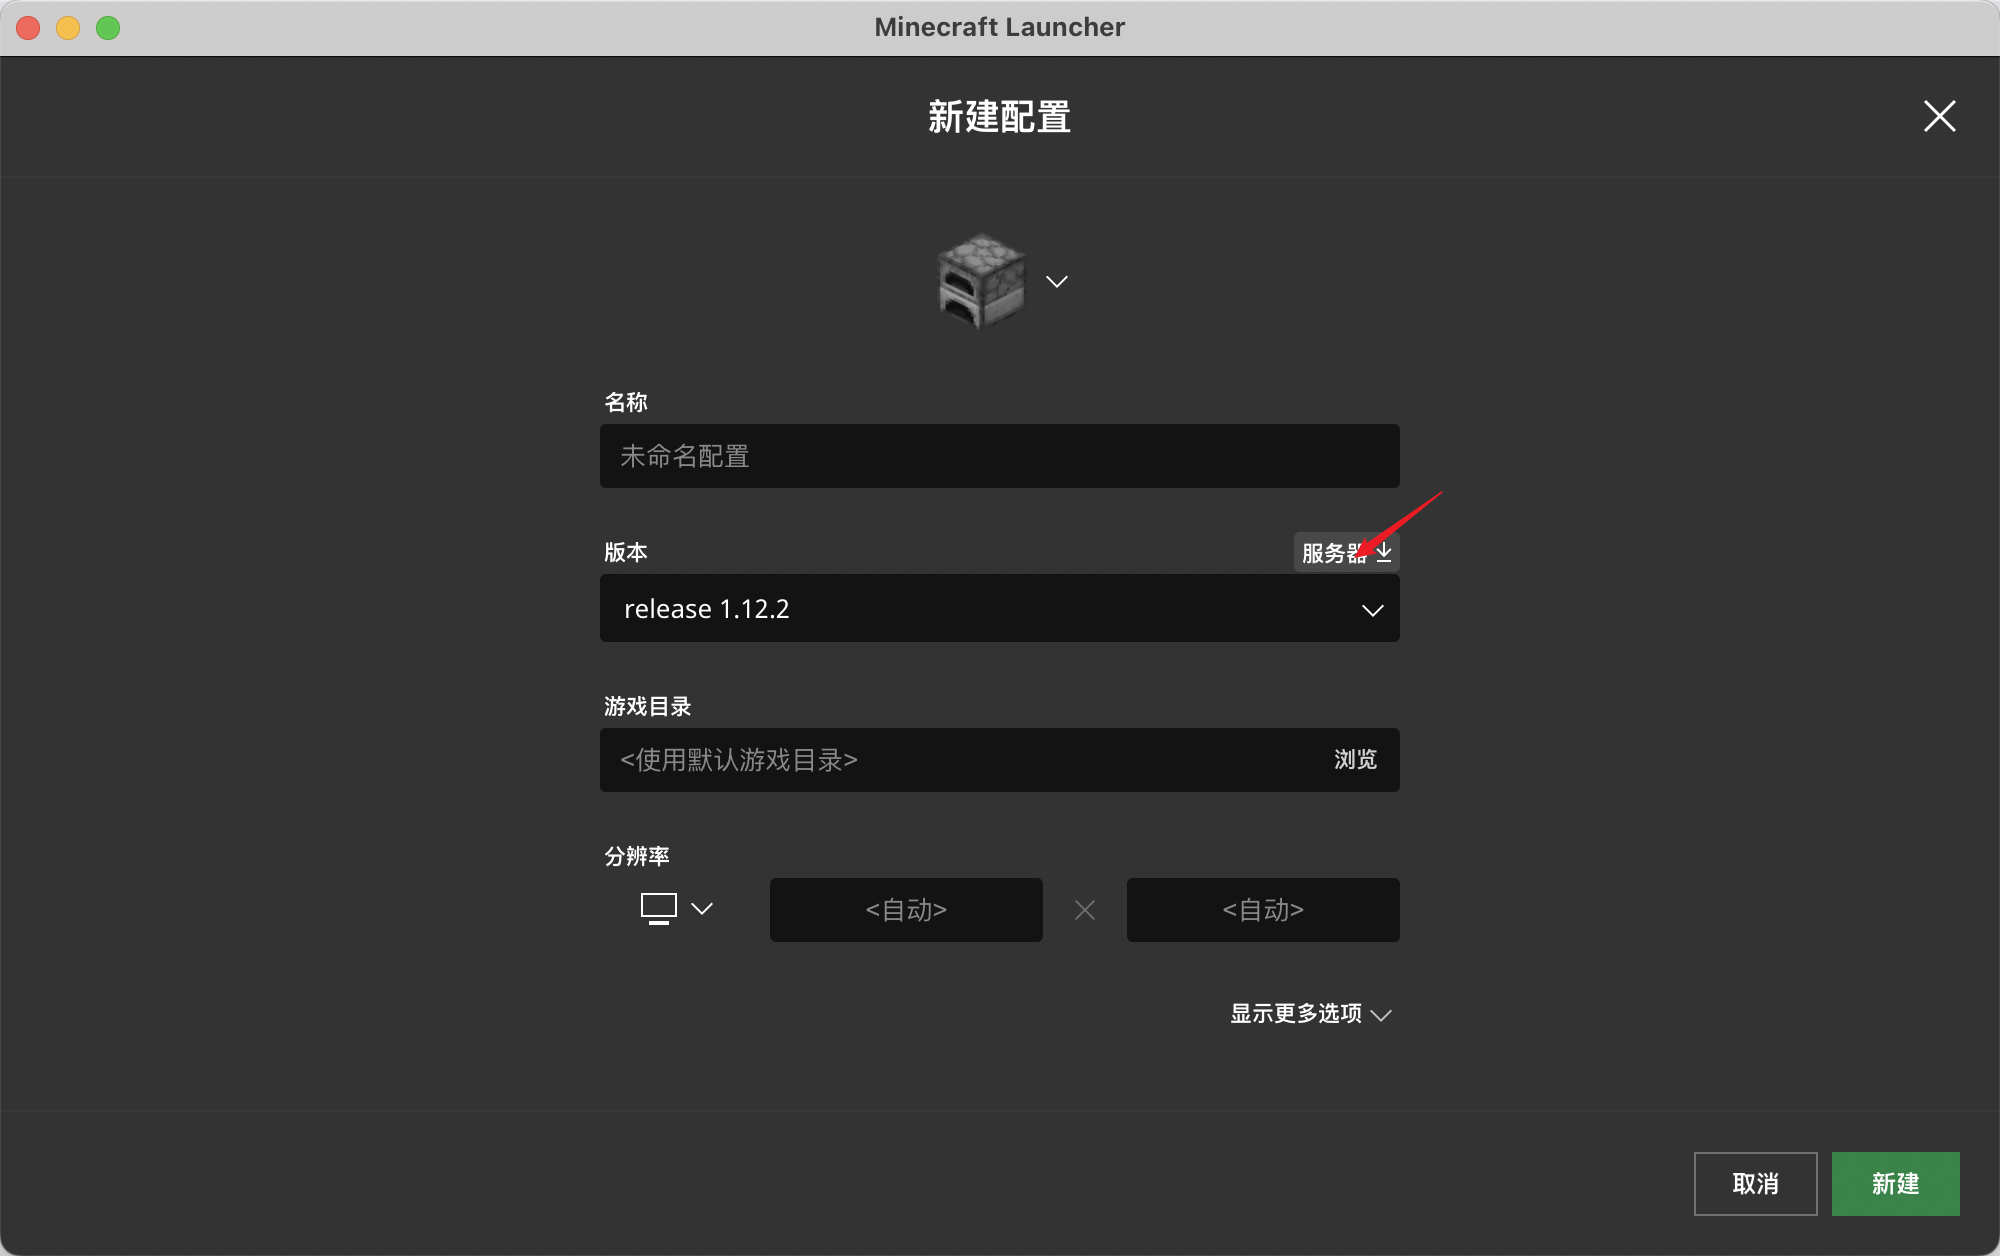 Minecraft Launcher
新建配置
名称
未命名配置
版本
服务器
release 1.12.2
游戏目录
<使用默认游戏目录>
浏览
分辨率
<自动>
<自动>
显示更多选项
取消
新建